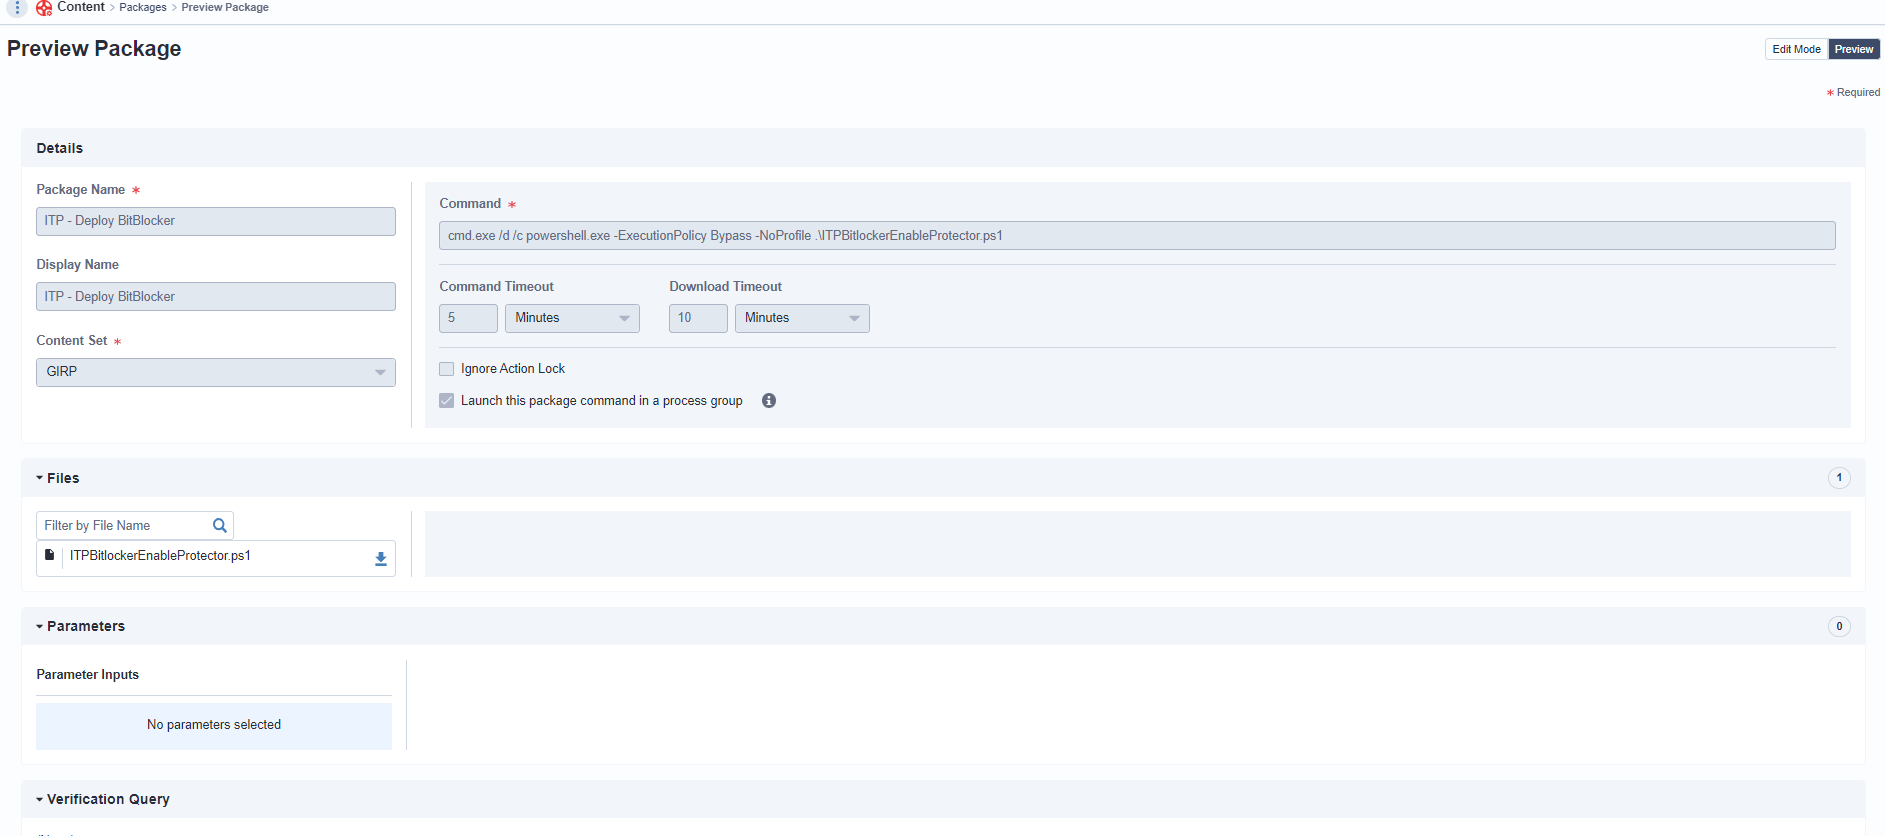 Content > Packages > Preview Package
Preview Package
Edit Mode
Preview
* Required
Details
Package Name *
ITP - Deploy BitBlocker
Display Name
ITP - Deploy BitBlocker
Content Set *
GIRP
Command *
cmd.exe /d /c powershell.exe -ExecutionPolicy Bypass -NoProfile .\ITPBitlockerEnableProtector.ps1
Command Timeout
Download Timeout
5
Minutes
10
Minutes
Ignore Action Lock
Launch this package command in a process group
Files
1
Filter by File Name
ITPBitlockerEnableProtector.ps1
Parameters
0
Parameter Inputs
No parameters selected
Verification Query